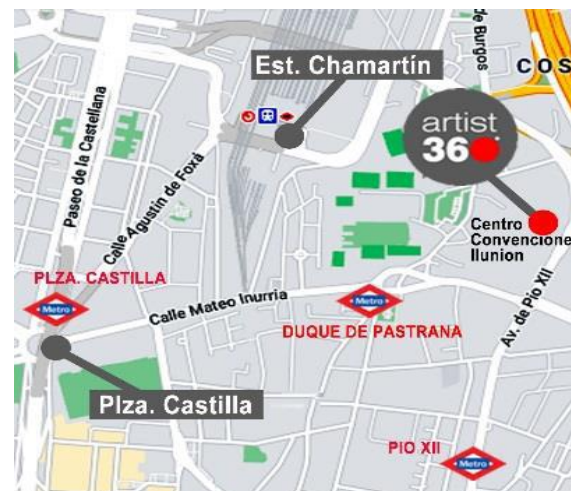 de Burgos
Est. Chamartín
COS
artist
36
Paseo de la Castellana
Calle Agustín de Foxá
Centro
Convencione
Ilunion
PLZA. CASTILLA
Metro
Calle Mateo Inurria
Metro
DUQUE DE PASTRANA
Av. de Pío XII
Plza. Castilla
PIO XII
Metro